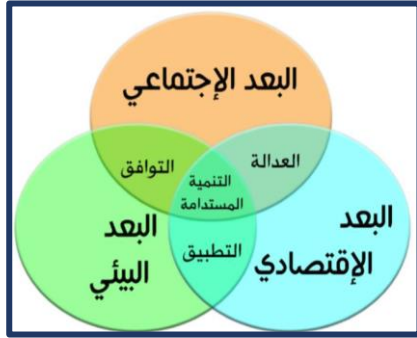 البعد الإجتماعي
التوافق
العدالة
التنمية
المستدامة
البعد
الإقتصادي
البعد
البيئي
التطبيق